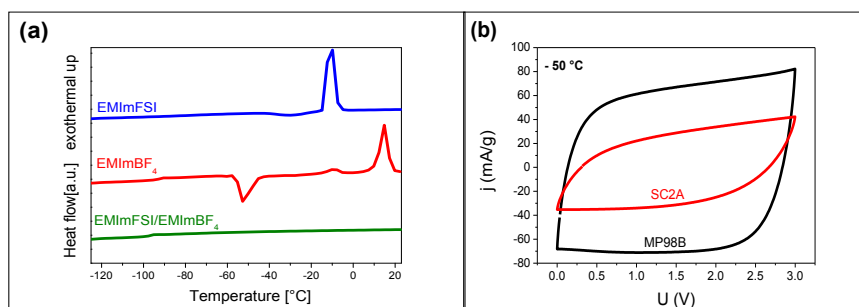 (a)
exothermal up
Heat flow[a.u.]
EMImFSI
EMImBF4
EMImFSI/EMImBF4
-120 -100 -80 -60 -40 -20 0 20
Temperature [°C]
(b)
- 50 °C
100
80
60
40
20
0
-20
-40
-60
-80
j (mA/g)
SC2A
MP98B
0.0 0.5 1.0 1.5 2.0 2.5 3.0
U (V)